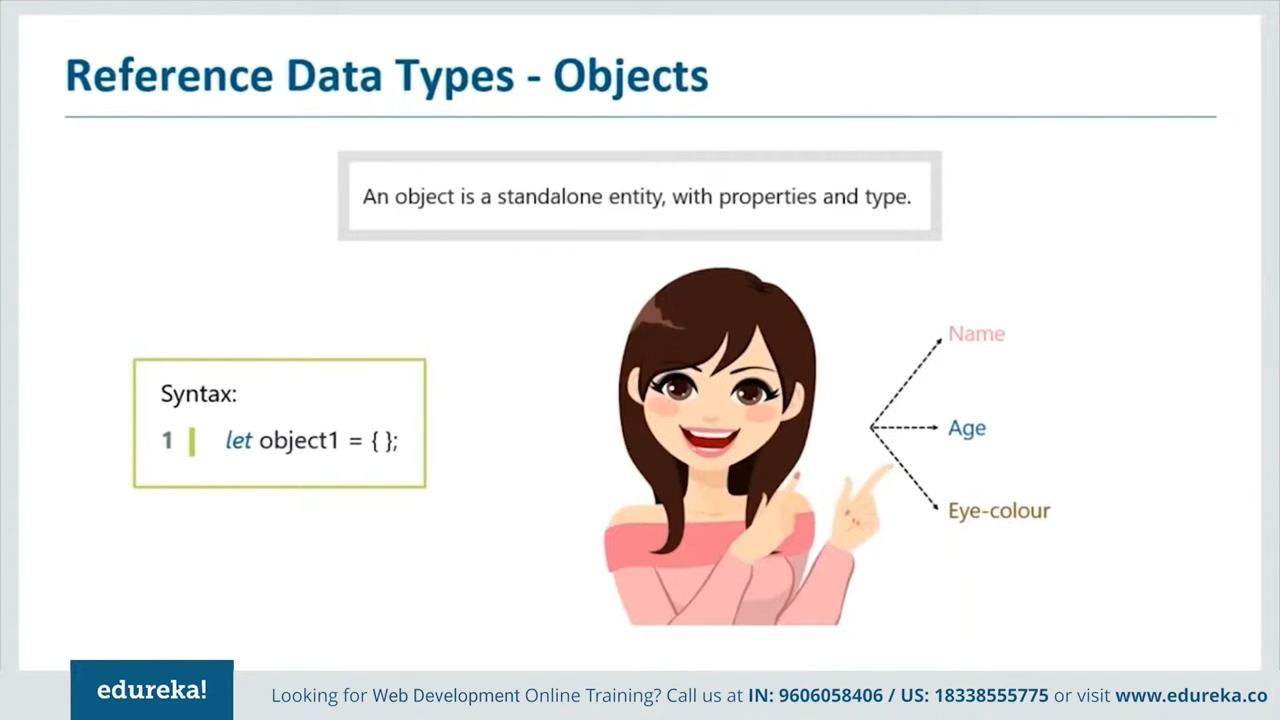 Reference Data Types - Objects
An object is a standalone entity, with properties and type.
Syntax:
1 let object1 = { };
Name
Age
Eye-colour
edureka!
Looking for Web Development Online Training? Call us at IN: 9606058406 / US: 18338555775 or visit www.edureka.co